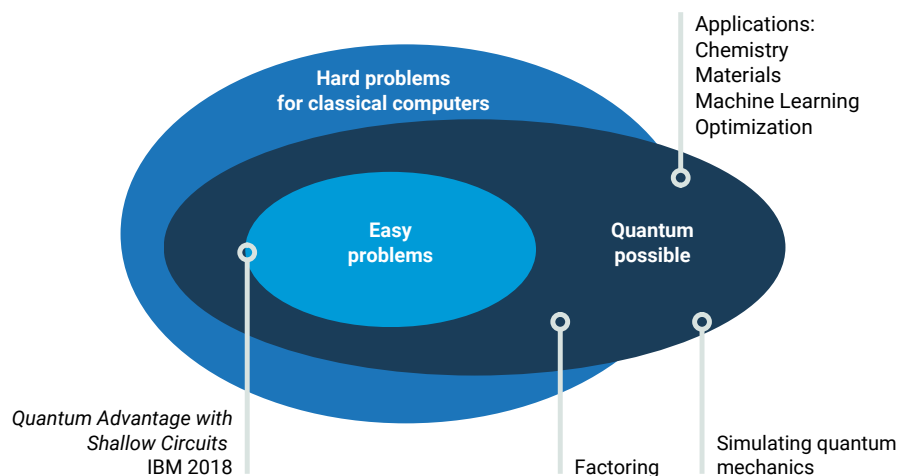 Applications:
Chemistry
Materials
Machine Learning
Optimization
Hard problems
for classical computers
Easy
problems
Quantum
possible
Quantum Advantage with
Shallow Circuits
IBM 2018
Factoring
Simulating quantum
mechanics